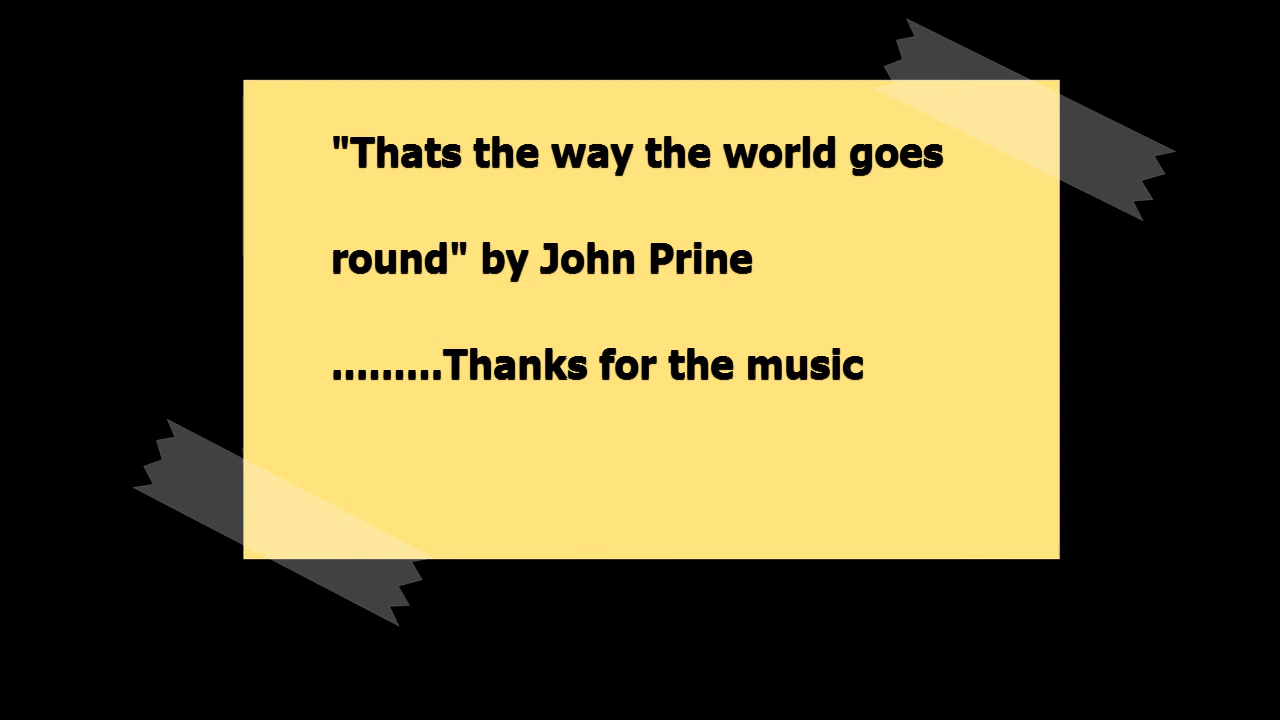 "Thats the way the world goes
round" by John Prine
.........Thanks for the music